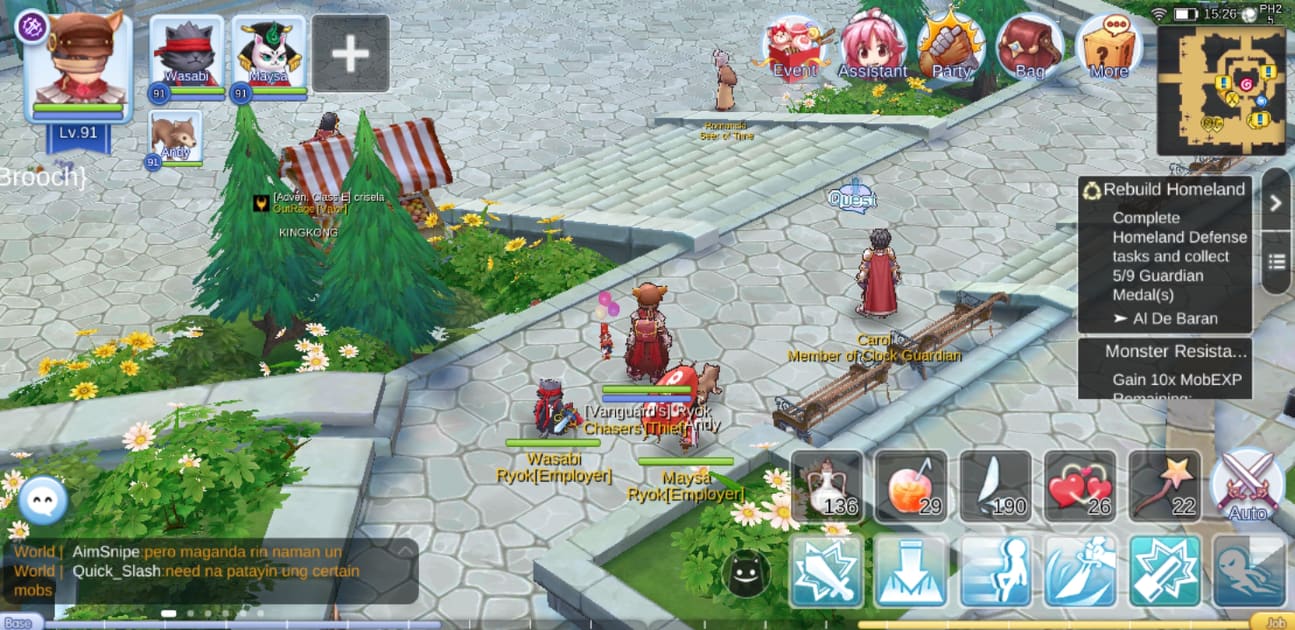 15:26
PH2
Wasabi
Maysa
91
91
Lv.91
Andy
91
Brooch}
Event
Assistant
Party
Bag
More
Seer of Time
[Adven. Class E] crisela
KINGKONG
Quest
Rebuild Homeland
Complete
Homeland Defense
tasks and collect
5/9 Guardian
Medal(s)
➤ Al De Baran
Monster Resista...
Gain 10x MobEXP
Remaining:
Carol
Member of Clock Guardian
[Vanguard's] Ryok
Chasers [Thief]
Andy
Wasabi
Ryok[Employer]
Maysa
Ryok[Employer]
136
29
190
26
22
Auto
World | AimSnipe:pero maganda rin naman un
World | Quick_Slash:need na patayin ung certain
mobs
Base
Job